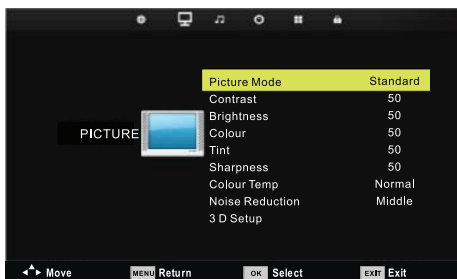 Picture Mode Standard
Contrast 50
Brightness 50
Colour 50
PICTURE
Tint 50
Sharpness 50
Colour Temp Normal
Noise Reduction Middle
3 D Setup
Move MENU Return OK Select EXIT Exit